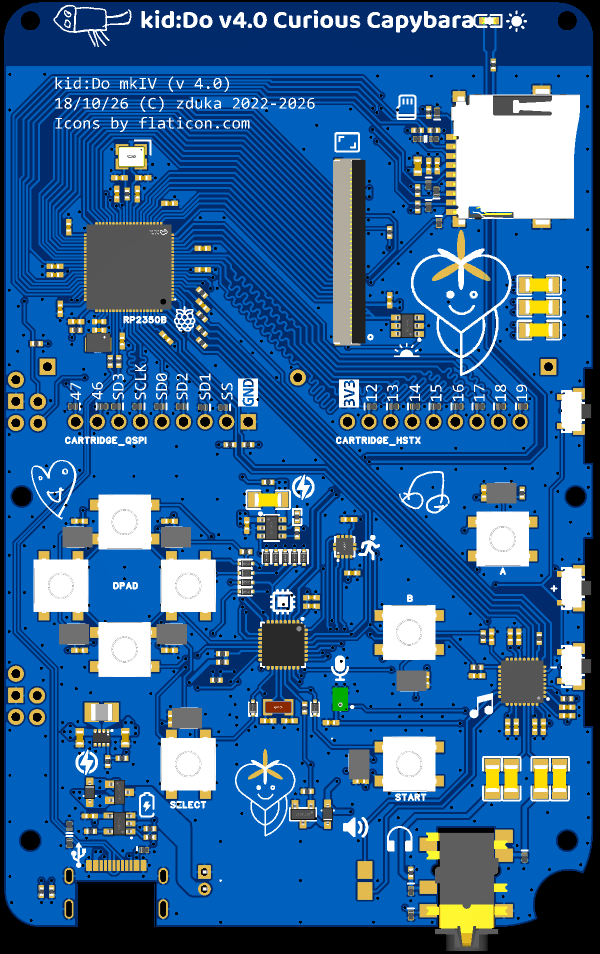 kid:Do v4.0 Curious Capybara
kid:Do mkIV (v 4.0)
18/10/26 (C) zduka 2022-2026
Icons by flaticon.com
RP2350B
47
46
SD3
SCLK
SD0
SD2
SD1
SS
GND
3V3
12
13
14
15
16
17
18
19
CARTRIDGE_QSPI
CARTRIDGE_HSTX
A
DPAD
+
B
-
SELECT
START